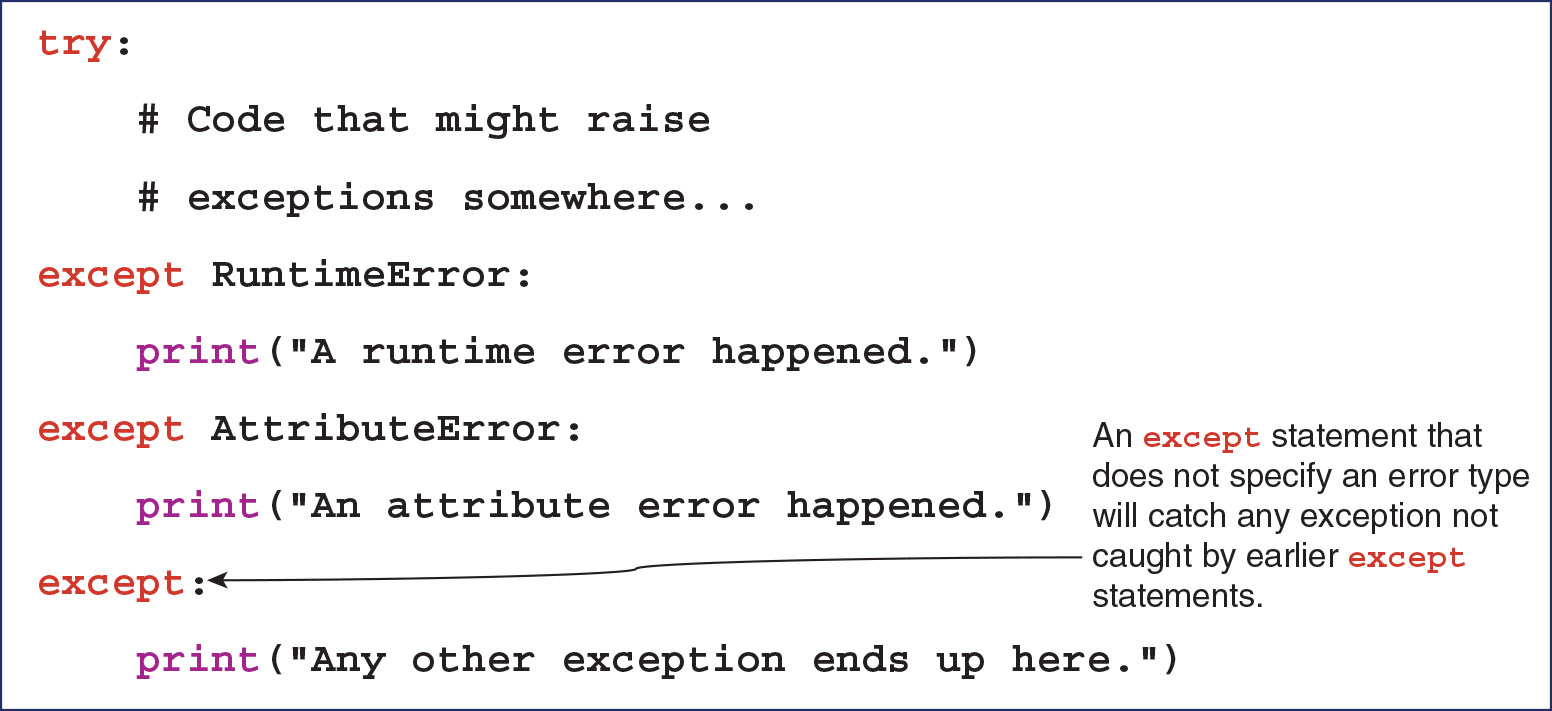 try:
    # Code that might raise
    # exceptions somewhere...
except RuntimeError:
    print("A runtime error happened.")
except AttributeError:
    print("An attribute error happened.")
except:
    print("Any other exception ends up here.")
An except statement that
does not specify an error type
will catch any exception not
caught by earlier except
statements.